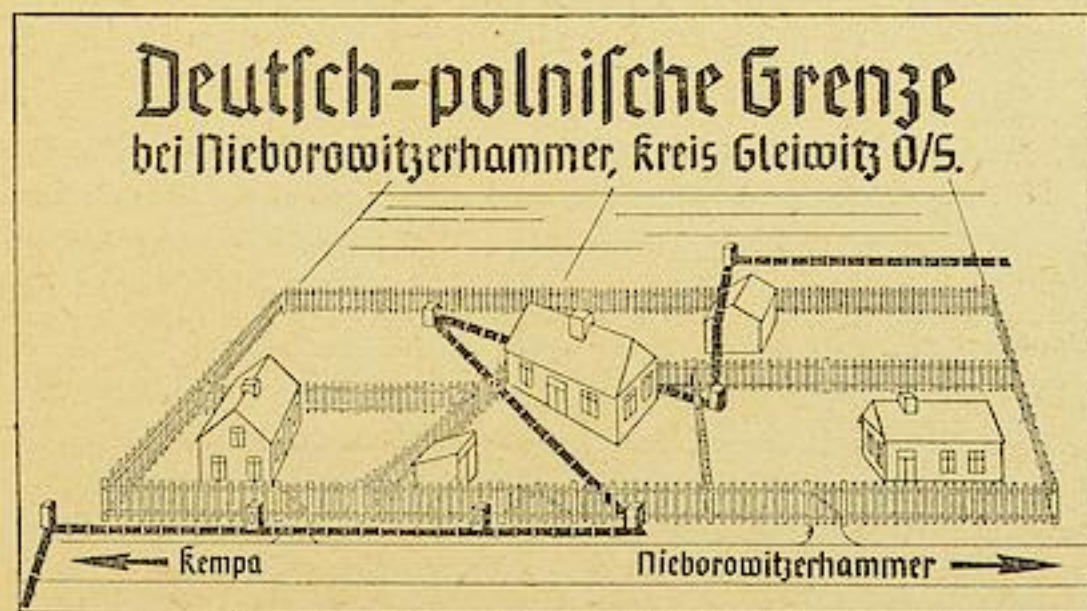 Deutſch-polniſche Grenze
bei Nieborowitzerhammer, Kreis Gleiwitz O/S.
Kempa
Nieborowitzerhammer